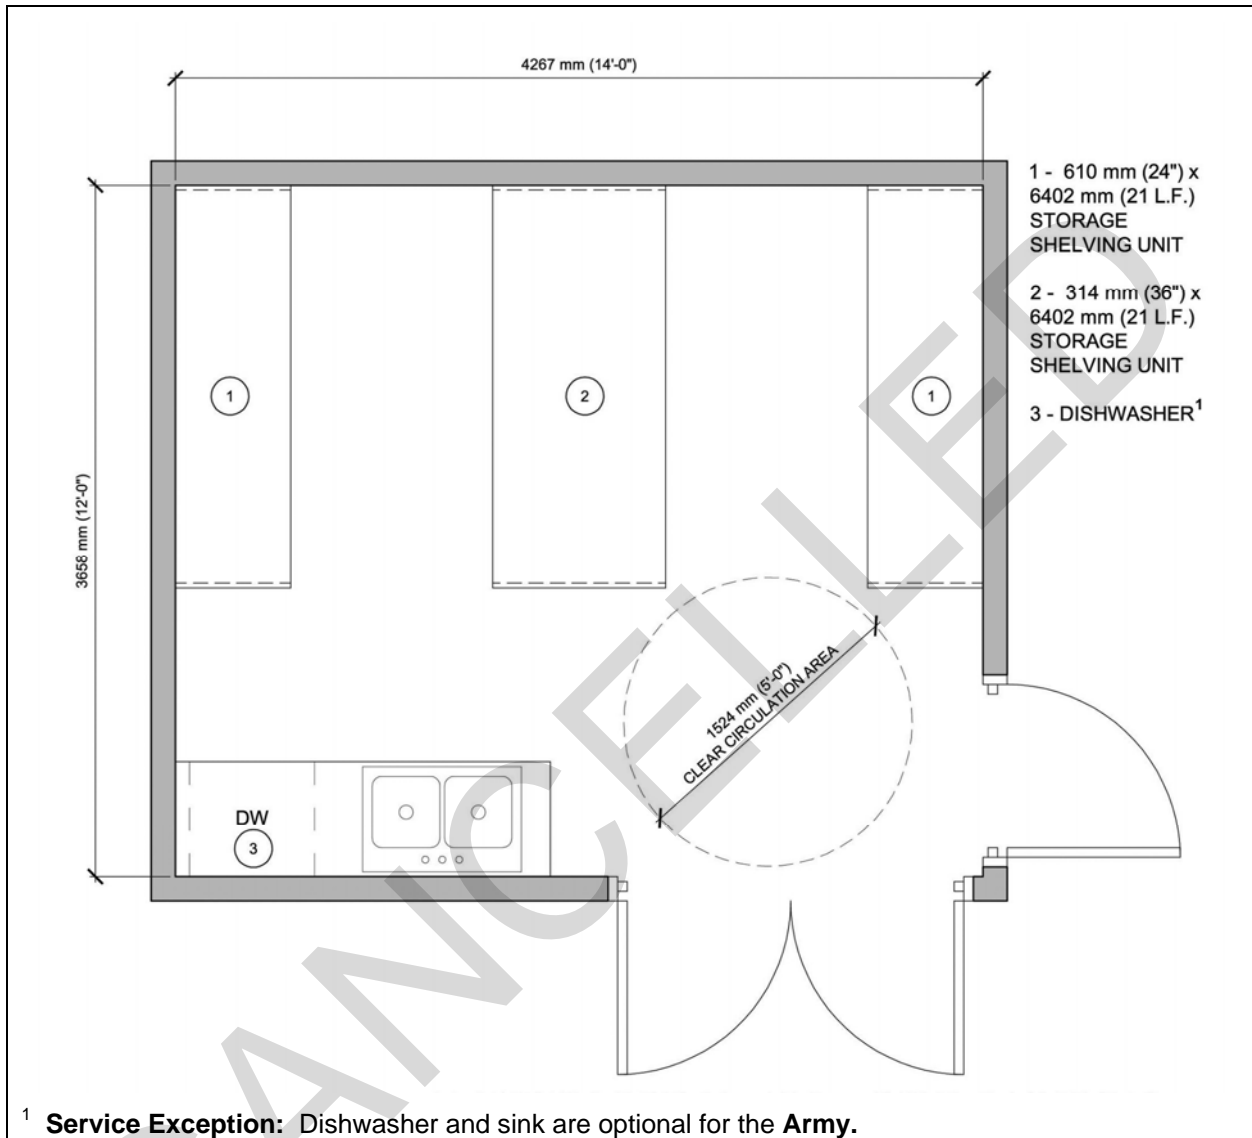 4267 mm (14'-0")
1 - 610 mm (24") x
6402 mm (21 L.F.)
STORAGE
SHELVING UNIT
2 - 314 mm (36") x
6402 mm (21 L.F.)
STORAGE
SHELVING UNIT
3 - DISHWASHER¹
1
2
1
3658 mm (12'-0")
1524 mm (5'-0")
CLEAR CIRCULATION AREA
DW
3
CANCELLED
¹ Service Exception: Dishwasher and sink are optional for the Army.